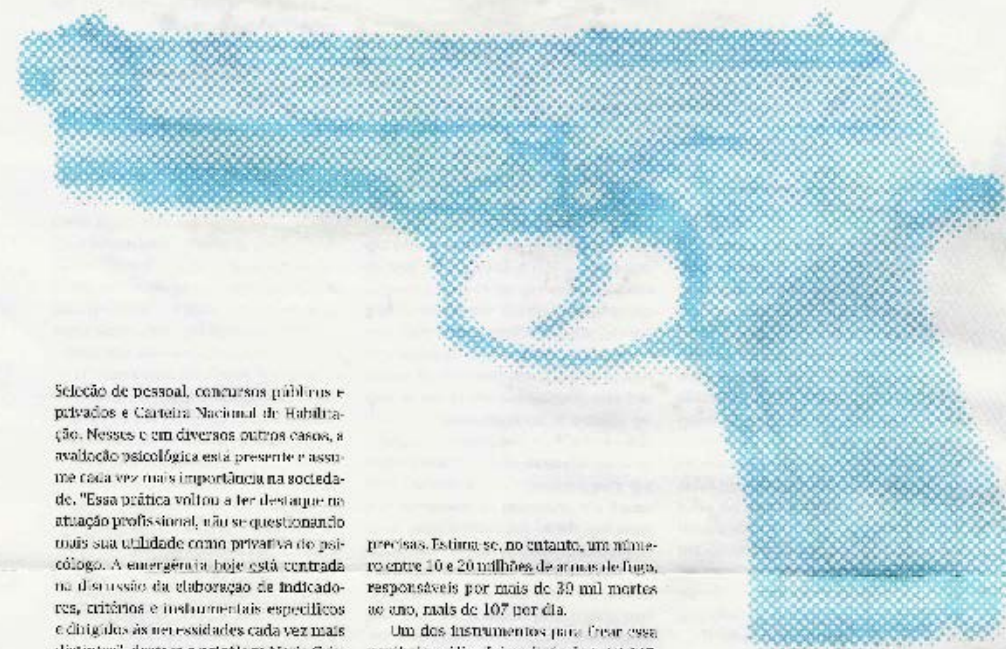 Seleção de pessoal, concursos públicos e
privados e Carteira Nacional de Habilita-
ção. Nesses e em diversos outros casos, a
avaliação psicológica está presente e assu-
me cada vez mais importância na socieda-
de. "Essa prática voltou a ter destaque na
atuação profissional, não se questionando
mais sua utilidade como privativa do psi-
cólogo. A emergência hoje está centrada
na discussão da elaboração de indicado-
res, critérios e instrumentais específicos
e dirigidos às necessidades cada vez mais
precisas. Estima-se, no entanto, um núme-
ro entre 10 e 20 milhões de armas de fogo,
responsáveis por mais de 39 mil mortes
ao ano, mais de 107 por dia.
Um dos instrumentos para frear essa